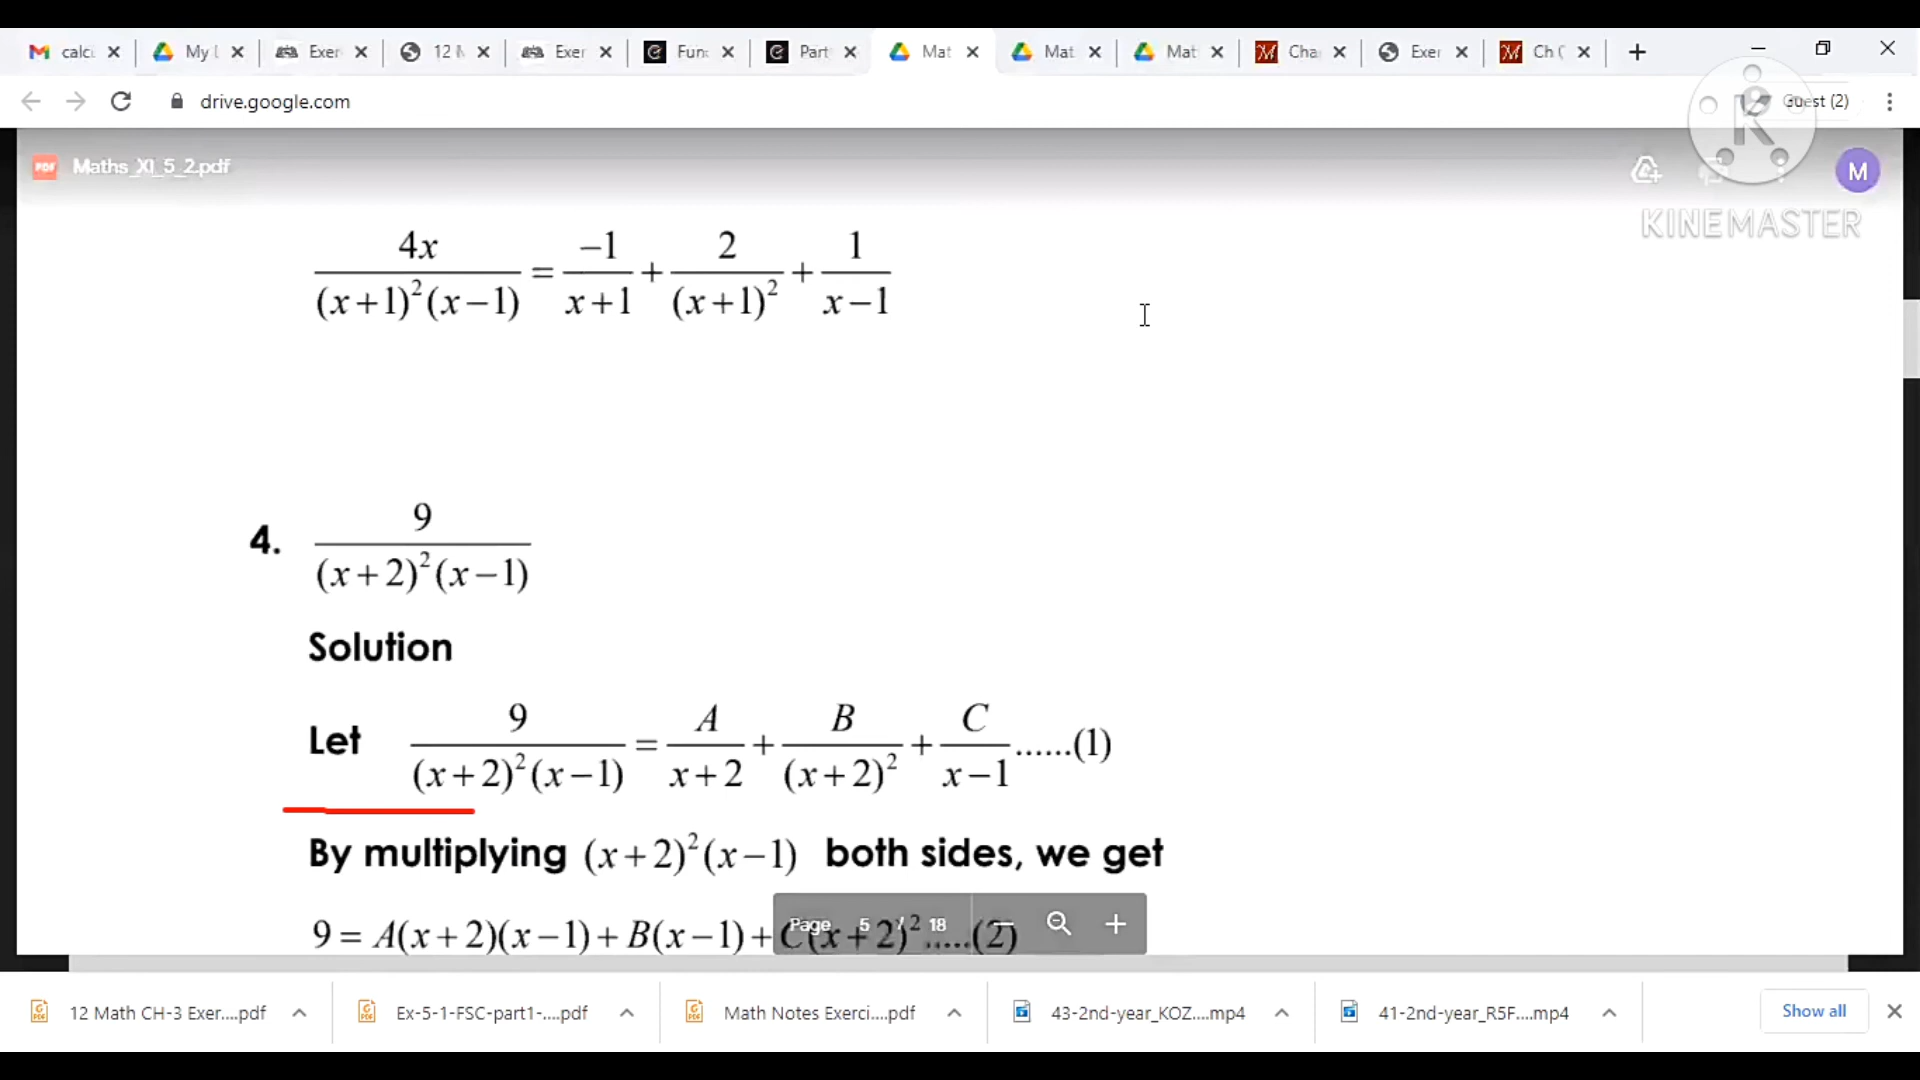 calc My Exer 12 Exer Func Part Mat Mat Mat Cha Exer Ch
drive.google.com Guest (2)
PDF Maths_XI_5_2.pdf M
K
KINEMASTER
4x/((x+1)²(x−1)) = −1/(x+1) + 2/(x+1)² + 1/(x−1)
4. 9/((x+2)²(x−1))
Solution
Let 9/((x+2)²(x−1)) = A/(x+2) + B/(x+2)² + C/(x−1) ......(1)
By multiplying (x+2)²(x−1) both sides, we get
9 = A(x+2)(x−1)+B(x−1)+C(x+2)².....(2)
Page 5 / 18
12 Math CH-3 Exer....pdf Ex-5-1-FSC-part1-....pdf Math Notes Exerci....pdf 43-2nd-year_KOZ....mp4 41-2nd-year_R5F....mp4 Show all